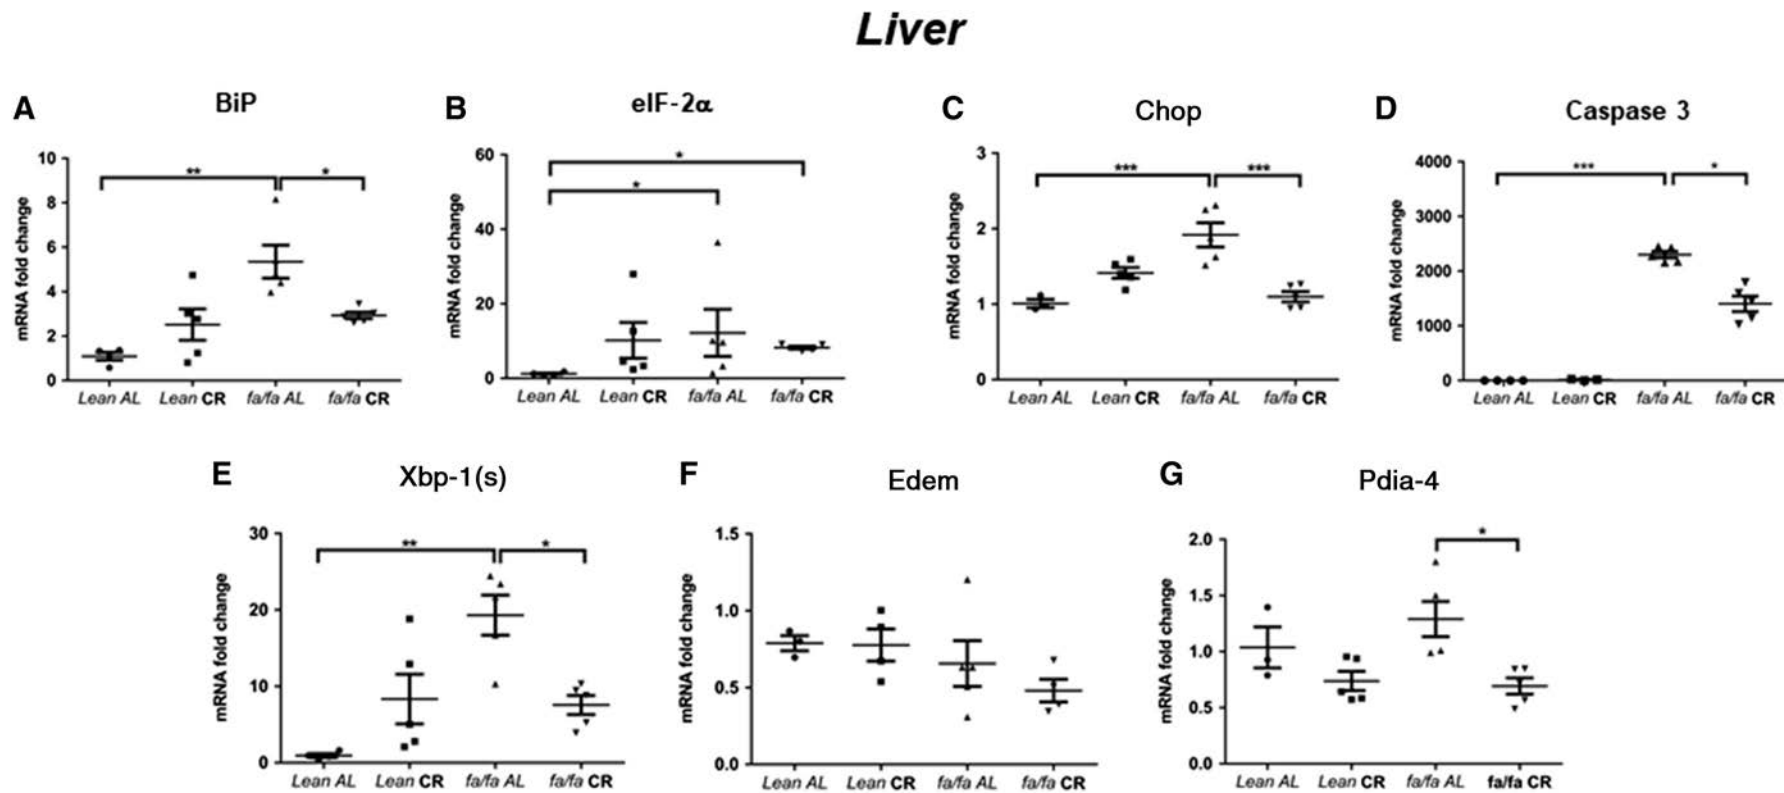 Liver
A BiP
mRNA fold change
10
8
6
4
2
0
** *
Lean AL Lean CR fa/fa AL fa/fa CR
B eIF-2α
mRNA fold change
60
40
20
0
*
*
Lean AL Lean CR fa/fa AL fa/fa CR
C Chop
mRNA fold change
3
2
1
0
*** ***
Lean AL Lean CR fa/fa AL fa/fa CR
D Caspase 3
mRNA fold change
4000
3000
2000
1000
0
*** *
Lean AL Lean CR fa/fa AL fa/fa CR
E Xbp-1(s)
mRNA fold change
30
20
10
0
** *
Lean AL Lean CR fa/fa AL fa/fa CR
F Edem
mRNA fold change
1.5
1.0
0.5
0.0
Lean AL Lean CR fa/fa AL fa/fa CR
G Pdia-4
mRNA fold change
2.0
1.5
1.0
0.5
0.0
*
Lean AL Lean CR fa/fa AL fa/fa CR